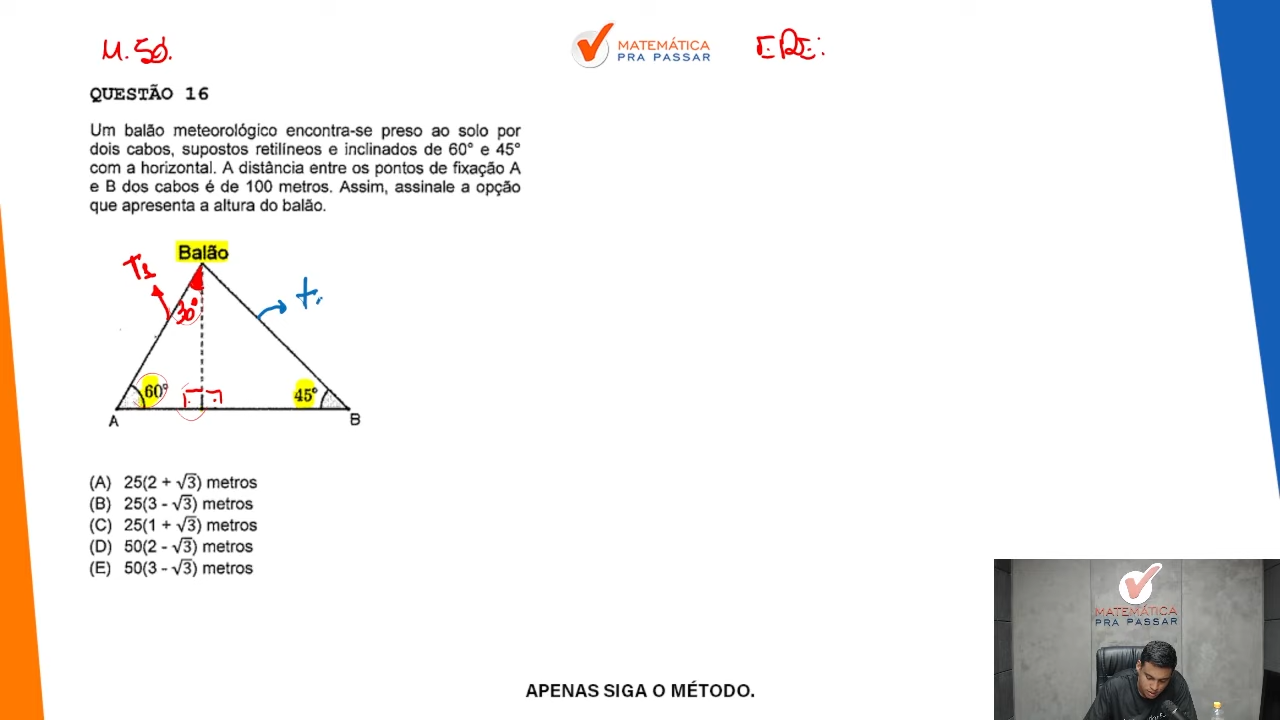 M. 50.
MATEMÁTICA
PRA PASSAR
QUESTÃO 16
Um balão meteorológico encontra-se preso ao solo por
dois cabos, supostos retilíneos e inclinados de 60° e 45°
com a horizontal. A distância entre os pontos de fixação A
e B dos cabos é de 100 metros. Assim, assinale a opção
que apresenta a altura do balão.
Balão
T1
30°
60°
45°
A
B
(A) 25(2 + √3) metros
(B) 25(3 - √3) metros
(C) 25(1 + √3) metros
(D) 50(2 - √3) metros
(E) 50(3 - √3) metros
MATEMÁTICA
PRA PASSAR
APENAS SIGA O MÉTODO.